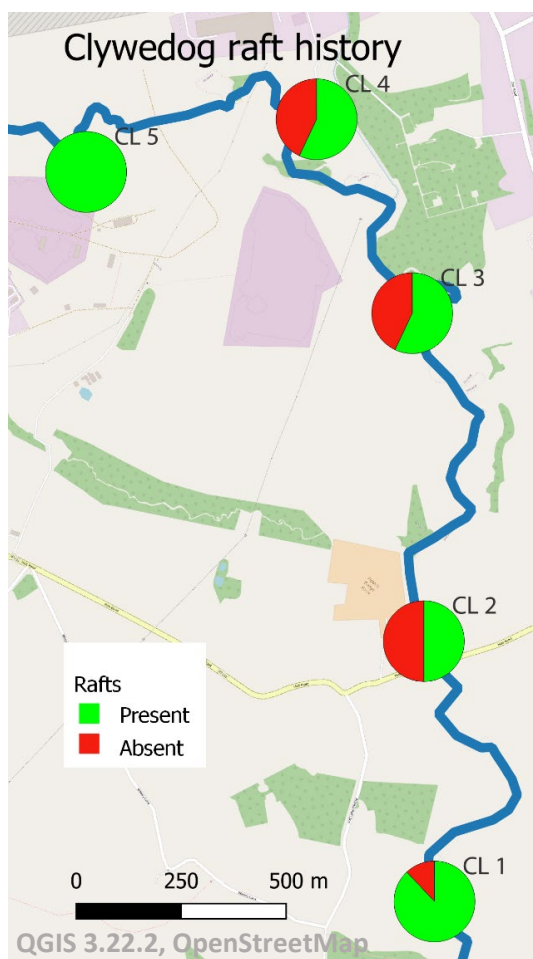 Clywedog raft history
CL 4
CL 5
CL 3
CL 2
CL 1
Rafts
Present
Absent
0 250 500 m
QGIS 3.22.2, OpenStreetMap